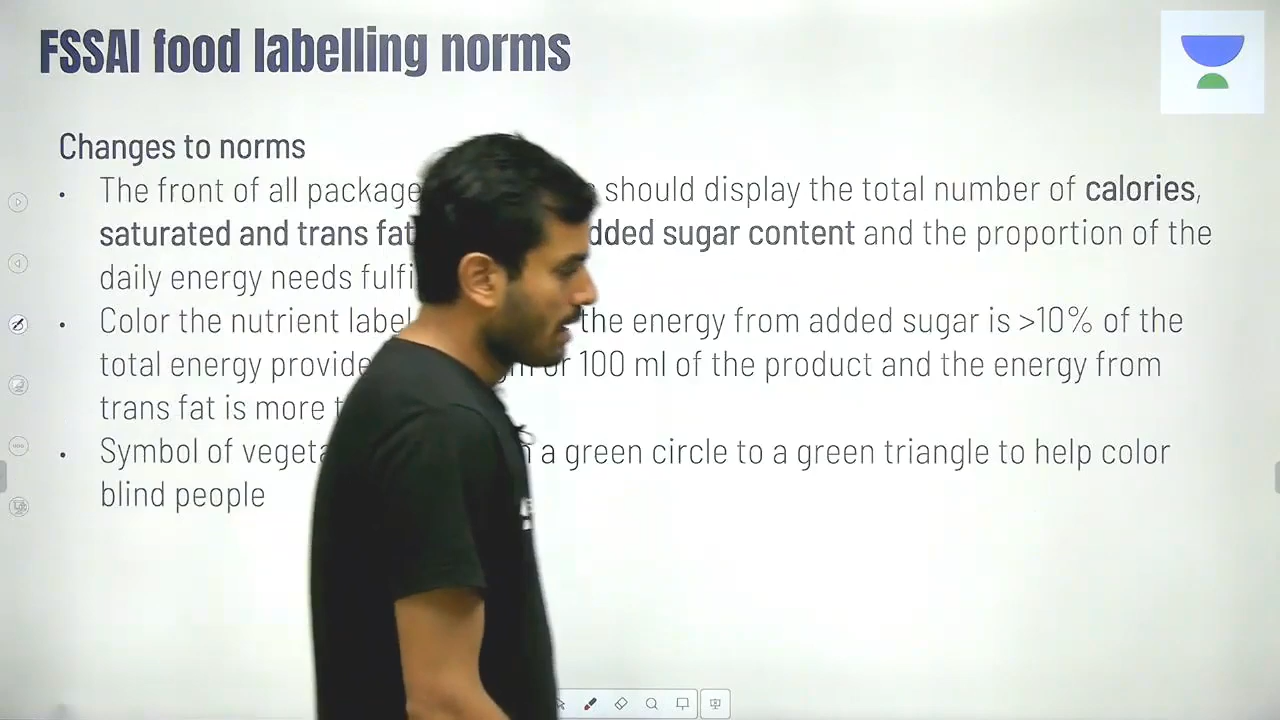 FSSAI food labelling norms
Changes to norms
• The front of all package should display the total number of calories,
saturated and trans fat dded sugar content and the proportion of the
daily energy needs fulfi
• Color the nutrient label the energy from added sugar is >10% of the
total energy provide or 100 ml of the product and the energy from
trans fat is more
• Symbol of vegeta a green circle to a green triangle to help color
blind people